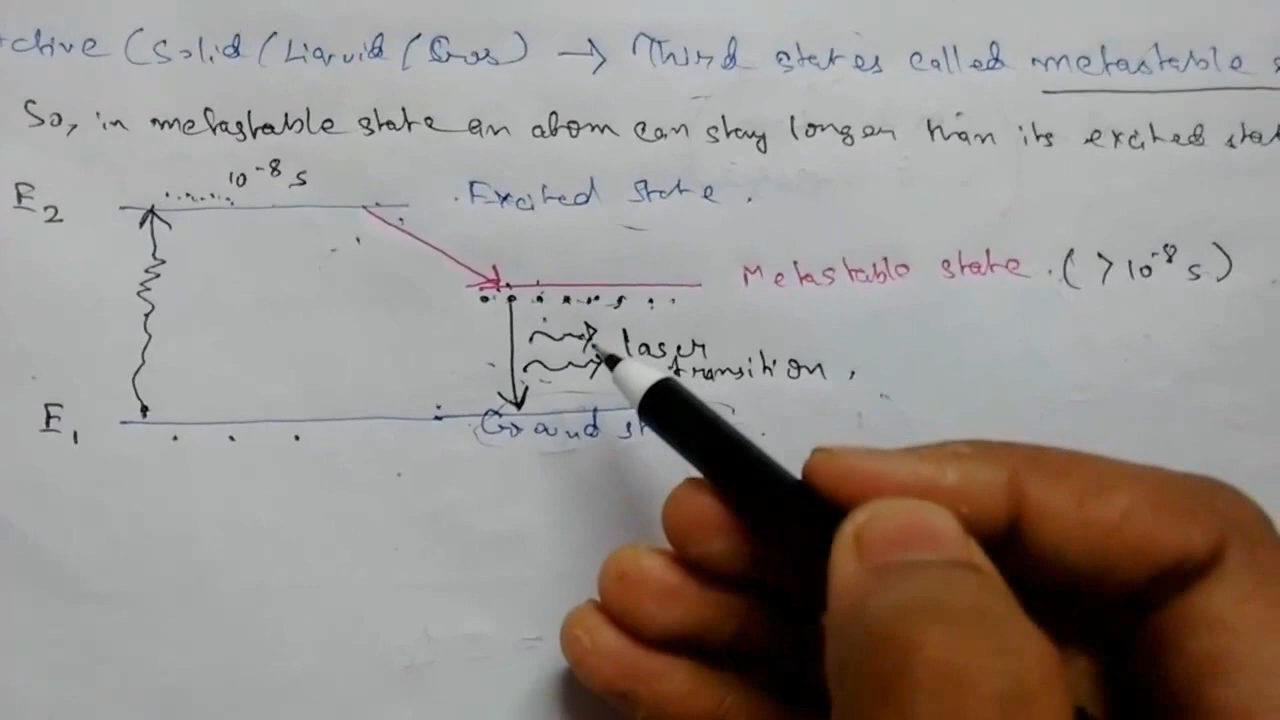 ctive (Solid/Liquid/Gas) → Third states called metastable s
So, in metastable state an atom can stay longer than its excited stat
10⁻⁸ s
E₂ Excited state.
Metastable state. (>10⁻⁸ s)
laser
transition,
E₁ Ground st